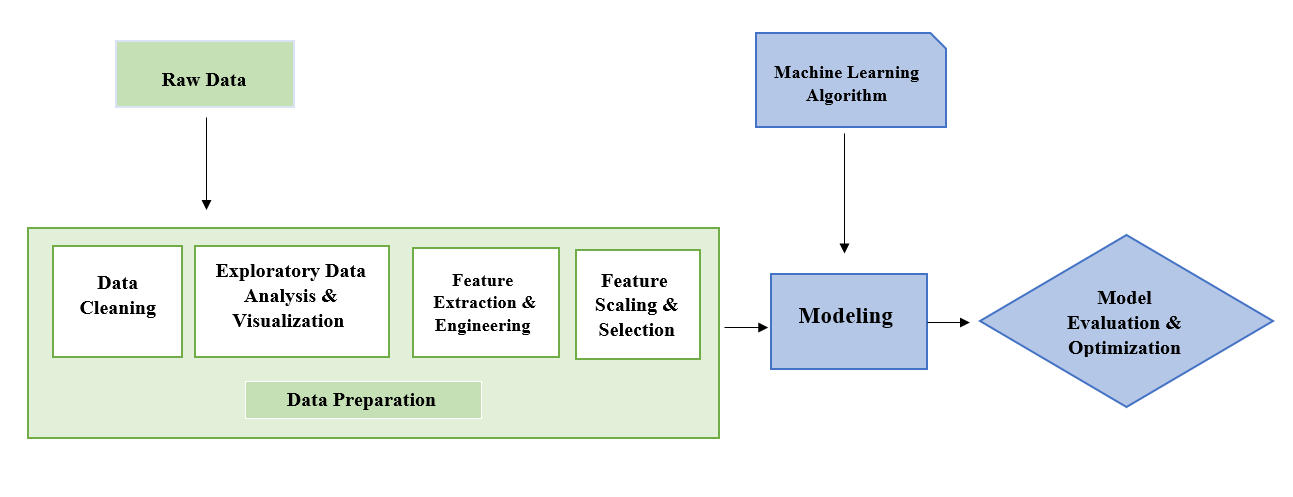 Raw Data
Machine Learning
Algorithm
Data
Cleaning
Exploratory Data
Analysis &
Visualization
Feature
Extraction &
Engineering
Feature
Scaling &
Selection
Data Preparation
Modeling
Model
Evaluation &
Optimization